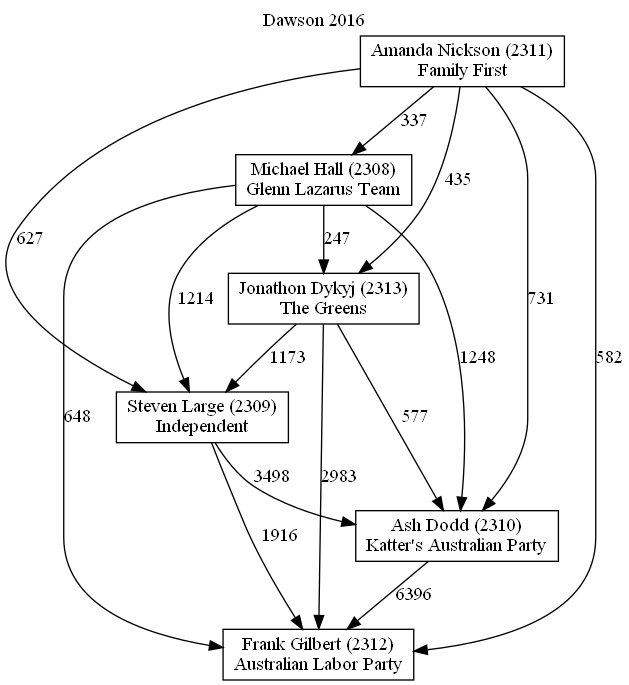 Dawson 2016
Amanda Nickson (2311)
Family First
337
Michael Hall (2308)
Glenn Lazarus Team
435
627
247
1214
Jonathon Dykyj (2313)
The Greens
731
1248
582
1173
Steven Large (2309)
Independent
648
577
3498
2983
1916
Ash Dodd (2310)
Katter's Australian Party
6396
Frank Gilbert (2312)
Australian Labor Party